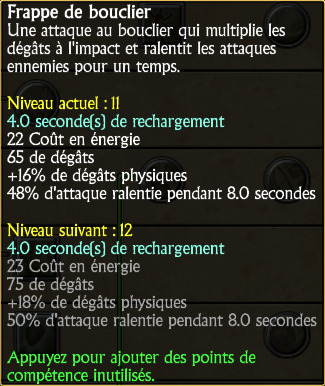 Frappe de bouclier
Une attaque au bouclier qui multiplie les
dégâts à l'impact et ralentit les attaques
ennemies pour un temps.
Niveau actuel : 11
4.0 seconde(s) de rechargement
22 Coût en énergie
65 de dégâts
+16% de dégâts physiques
48% d'attaque ralentie pendant 8.0 secondes
Niveau suivant : 12
4.0 seconde(s) de rechargement
23 Coût en énergie
75 de dégâts
+18% de dégâts physiques
50% d'attaque ralentie pendant 8.0 secondes
Appuyez pour ajouter des points de
compétence inutilisés.